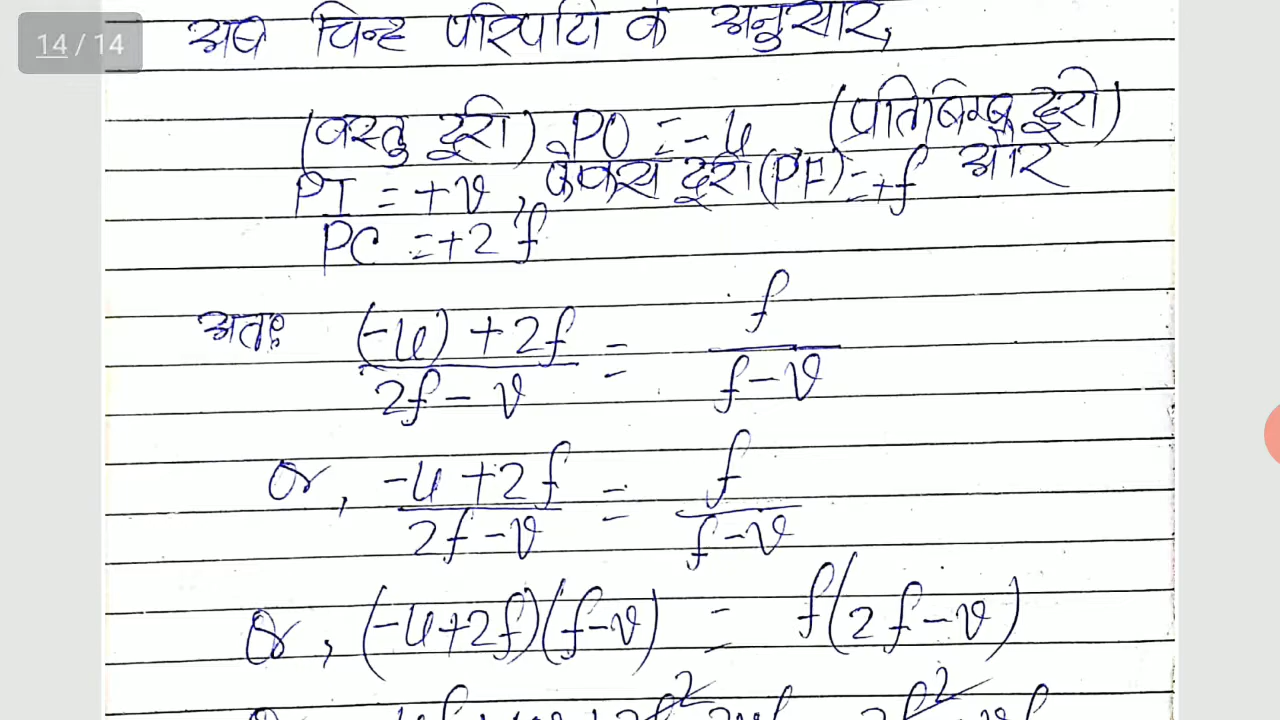 14 / 14
अब चिन्ह परिपाटी के अनुसार,
(वस्तु दूरी) PO = -u (प्रतिबिम्ब दूरी)
PI = +v, फोकस दूरी (PF) = +f और
PC = +2f
अतः (-u) + 2f / 2f - v = f / f - v
Or, -u + 2f / 2f - v = f / f - v
Or, (-u+2f)(f-v) = f(2f-v)